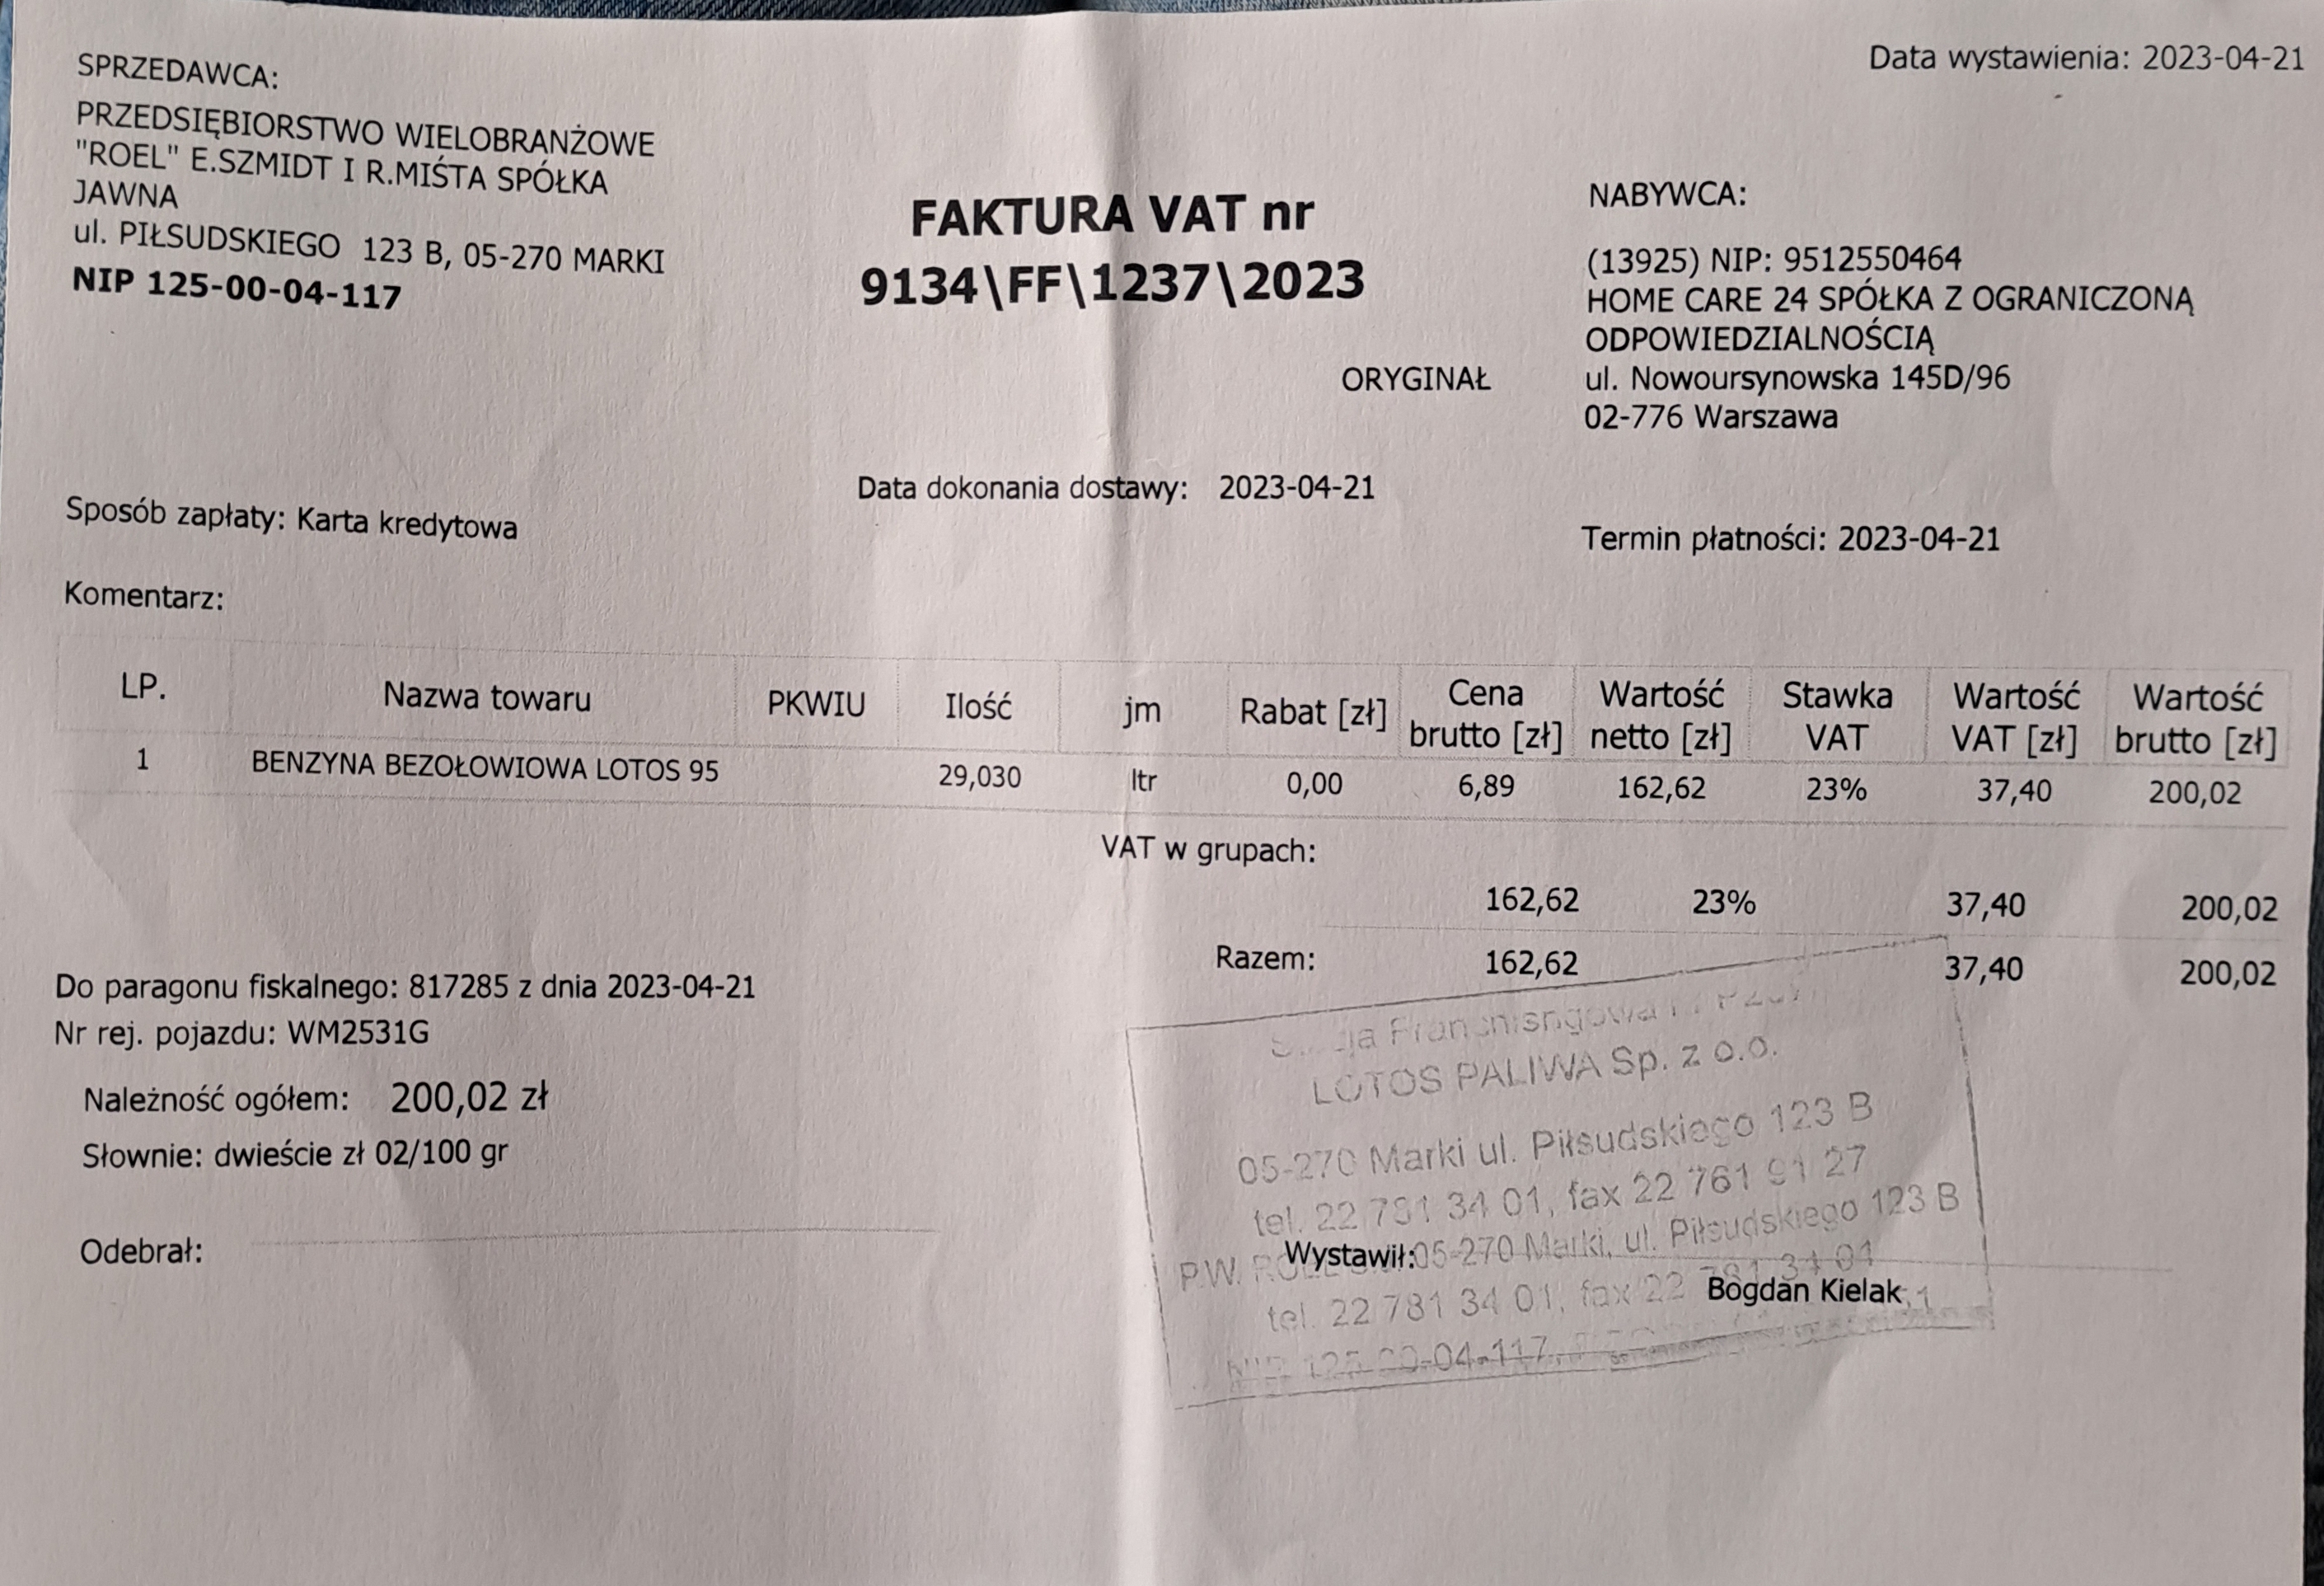 Data wystawienia: 2023-04-21
SPRZEDAWCA:
PRZEDSIĘBIORSTWO WIELOBRANŻOWE
"ROEL" E.SZMIDT I R.MIŚTA SPÓŁKA
JAWNA
ul. PIŁSUDSKIEGO 123 B, 05-270 MARKI
NIP 125-00-04-117
FAKTURA VAT nr
9134\FF\1237\2023
ORYGINAŁ
NABYWCA:
(13925) NIP: 9512550464
HOME CARE 24 SPÓŁKA Z OGRANICZONĄ
ODPOWIEDZIALNOŚCIĄ
ul. Nowoursynowska 145D/96
02-776 Warszawa
Data dokonania dostawy: 2023-04-21
Sposób zapłaty: Karta kredytowa
Termin płatności: 2023-04-21
Komentarz:
LP. Nazwa towaru PKWIU Ilość jm Rabat [zł] Cena brutto [zł] Wartość netto [zł] Stawka VAT Wartość VAT [zł] Wartość brutto [zł]
1 BENZYNA BEZOŁOWIOWA LOTOS 95 29,030 ltr 0,00 6,89 162,62 23% 37,40 200,02
VAT w grupach:
162,62 23% 37,40 200,02
Razem: 162,62 37,40 200,02
Do paragonu fiskalnego: 817285 z dnia 2023-04-21
Nr rej. pojazdu: WM2531G
Należność ogółem: 200,02 zł
Słownie: dwieście zł 02/100 gr
Odebrał:
LOTOS PALIWA Sp. z o.o.
05-270 Marki ul. Piłsudskiego 123 B
tel. 22 781 34 01, fax 22 761 91 27
P.W. 05-270 Marki, ul. Piłsudskiego 123 B
Wystawił:
tel. 22 781 34 01, fax 22 781 34 01
Bogdan Kielak
NIP 125-00-04-117